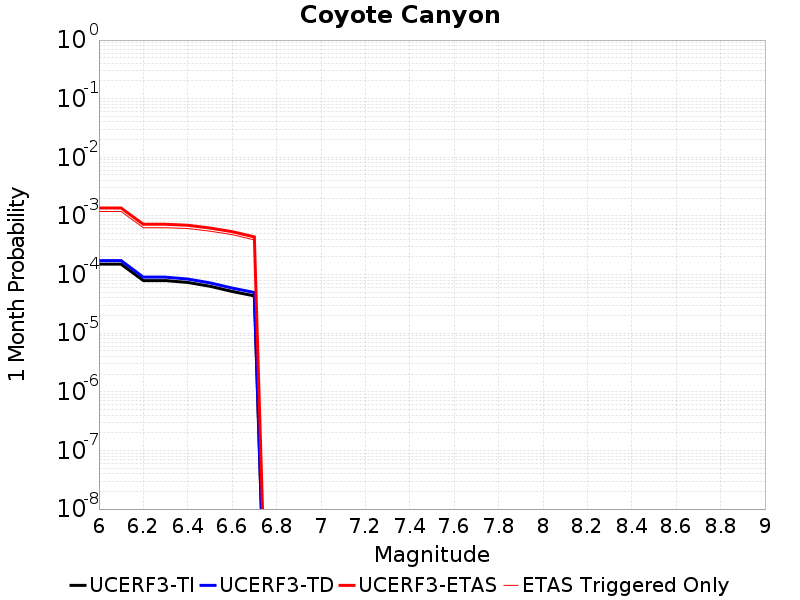 Coyote Canyon
1 Month Probability
10^0
10^-1
10^-2
10^-3
10^-4
10^-5
10^-6
10^-7
10^-8
6 6.2 6.4 6.6 6.8 7 7.2 7.4 7.6 7.8 8 8.2 8.4 8.6 8.8 9
Magnitude
UCERF3-TI UCERF3-TD UCERF3-ETAS ETAS Triggered Only